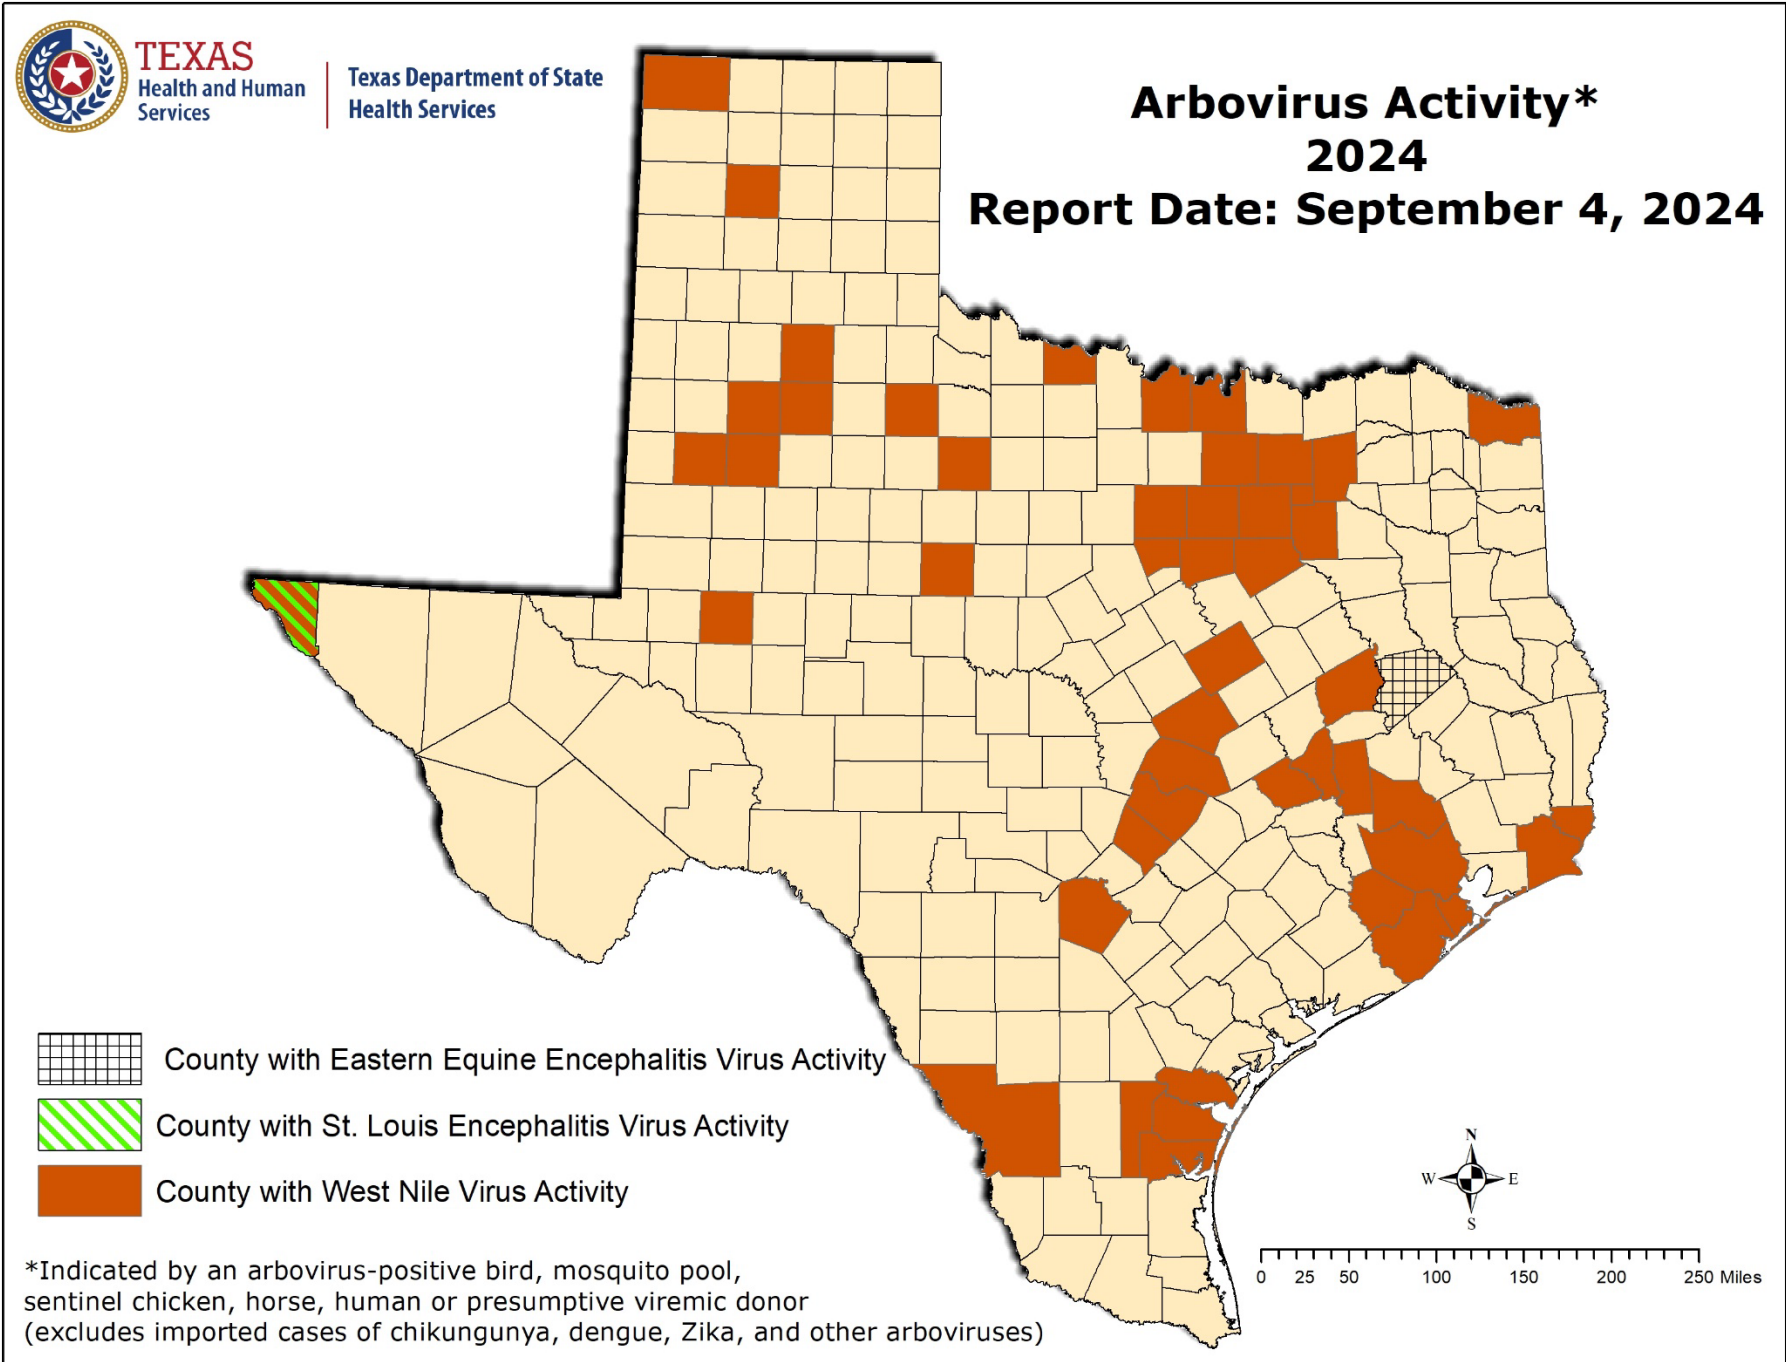 TEXAS
Health and Human
Services
Texas Department of State
Health Services
Arbovirus Activity*
2024
Report Date: September 4, 2024
County with Eastern Equine Encephalitis Virus Activity
County with St. Louis Encephalitis Virus Activity
County with West Nile Virus Activity
*Indicated by an arbovirus-positive bird, mosquito pool,
sentinel chicken, horse, human or presumptive viremic donor
(excludes imported cases of chikungunya, dengue, Zika, and other arboviruses)
N
W E
S
0 25 50 100 150 200 250 Miles